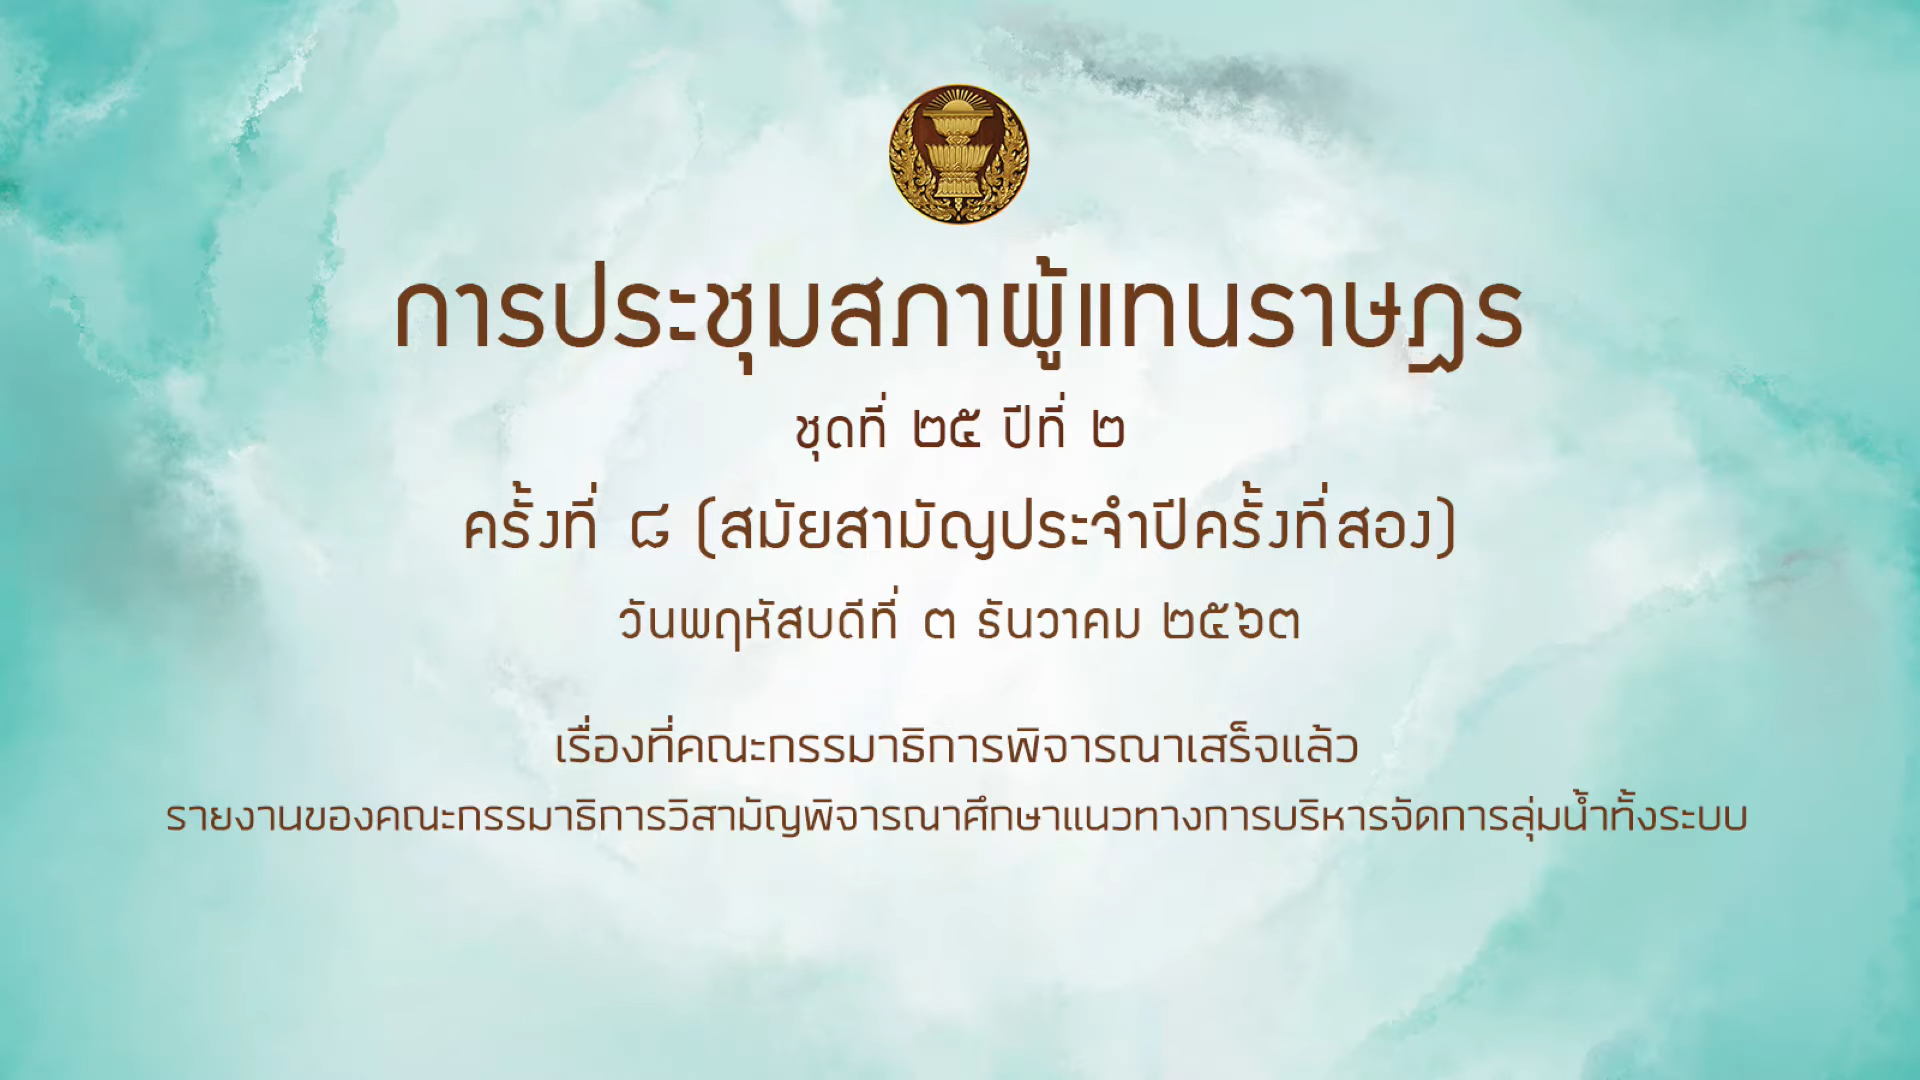 การประชุมสภาผู้แทนราษฎร
ชุดที่ ๒๕ ปีที่ ๒
ครั้งที่ ๘ (สมัยสามัญประจำปีครั้งที่สอง)
วันพฤหัสบดีที่ ๓ ธันวาคม ๒๕๖๓
เรื่องที่คณะกรรมาธิการพิจารณาเสร็จแล้ว
รายงานของคณะกรรมาธิการวิสามัญพิจารณาศึกษาแนวทางการบริหารจัดการลุ่มน้ำทั้งระบบ